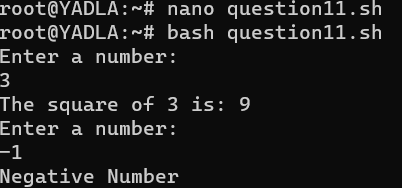 root@YADLA:~# nano question11.sh
root@YADLA:~# bash question11.sh
Enter a number:
3
The square of 3 is: 9
Enter a number:
-1
Negative Number